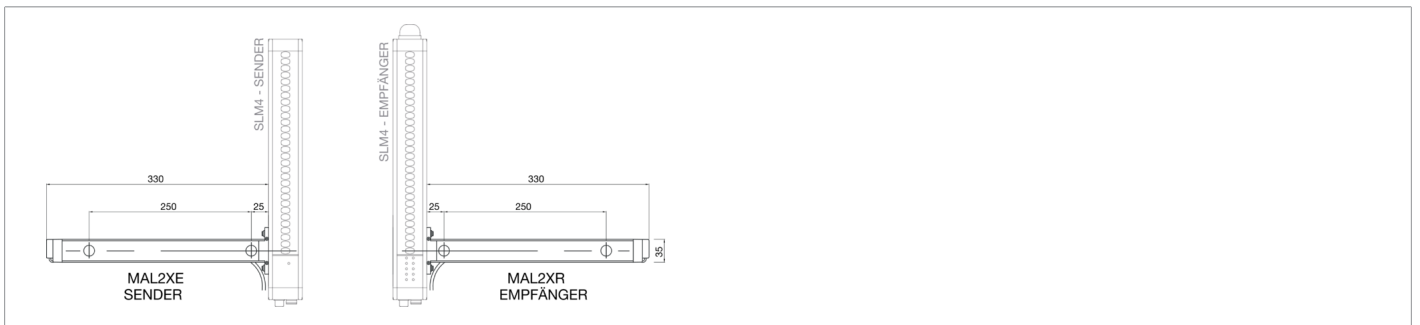 SLM4 - SENDER
SLM4 - EMPFÄNGER
330
330
250
25
25
250
35
MAL2XE
SENDER
MAL2XR
EMPFÄNGER